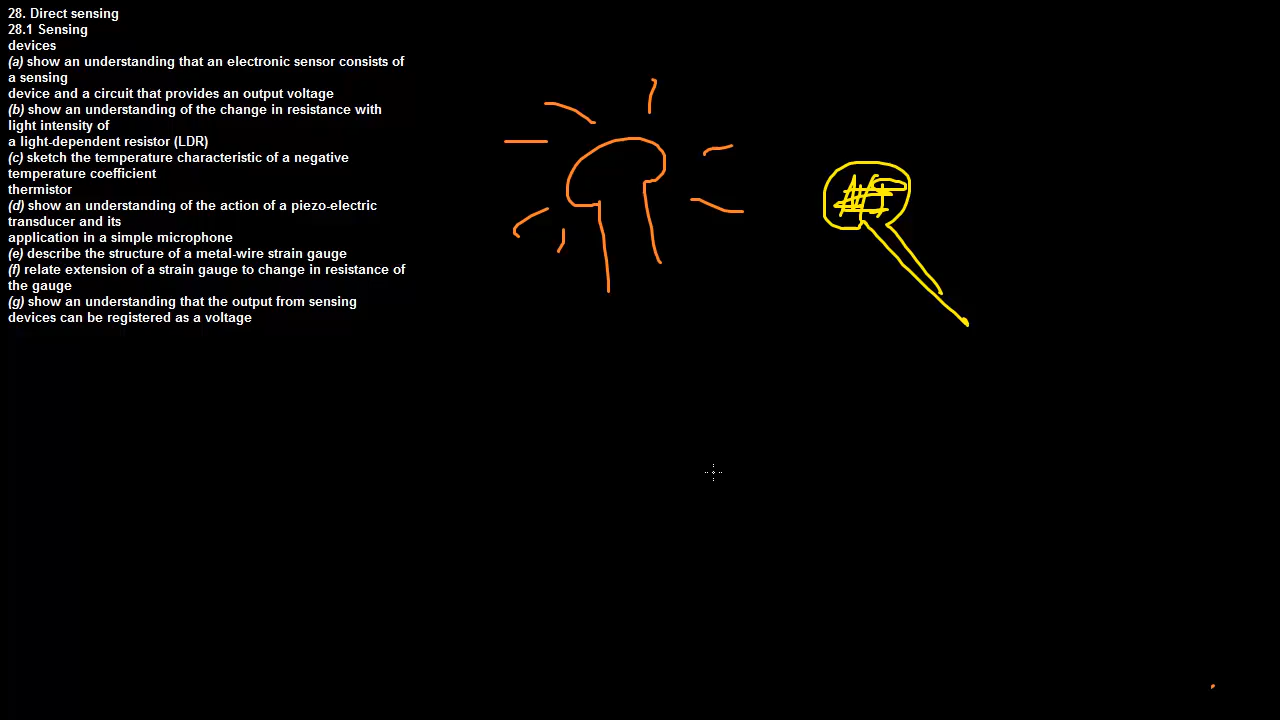 28. Direct sensing
28.1 Sensing
devices
(a) show an understanding that an electronic sensor consists of
a sensing
device and a circuit that provides an output voltage
(b) show an understanding of the change in resistance with
light intensity of
a light-dependent resistor (LDR)
(c) sketch the temperature characteristic of a negative
temperature coefficient
thermistor
(d) show an understanding of the action of a piezo-electric
transducer and its
application in a simple microphone
(e) describe the structure of a metal-wire strain gauge
(f) relate extension of a strain gauge to change in resistance of
the gauge
(g) show an understanding that the output from sensing
devices can be registered as a voltage